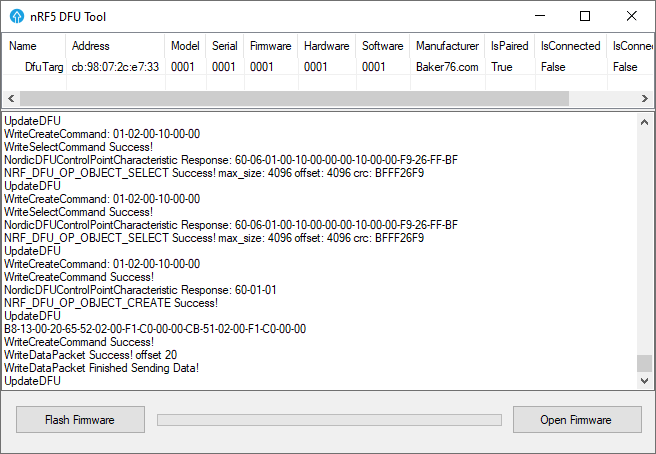 nRF5 DFU Tool
Name Address Model Serial Firmware Hardware Software Manufacturer IsPaired IsConnected IsConne
DfuTarg cb:98:07:2c:e7:33 0001 0001 0001 0001 0001 Baker76.com True False False
UpdateDFU
WriteCreateCommand: 01-02-00-10-00-00
WriteSelectCommand Success!
NordicDFUControlPointCharacteristic Response: 60-06-01-00-10-00-00-00-10-00-00-F9-26-FF-BF
NRF_DFU_OP_OBJECT_SELECT Success! max_size: 4096 offset: 4096 crc: BFFF26F9
UpdateDFU
WriteCreateCommand: 01-02-00-10-00-00
WriteSelectCommand Success!
NordicDFUControlPointCharacteristic Response: 60-06-01-00-10-00-00-00-10-00-00-F9-26-FF-BF
NRF_DFU_OP_OBJECT_SELECT Success! max_size: 4096 offset: 4096 crc: BFFF26F9
UpdateDFU
WriteCreateCommand: 01-02-00-10-00-00
WriteCreateCommand Success!
NordicDFUControlPointCharacteristic Response: 60-01-01
NRF_DFU_OP_OBJECT_CREATE Success!
UpdateDFU
B8-13-00-20-65-52-02-00-F1-C0-00-00-CB-51-02-00-F1-C0-00-00
WriteCreateCommand Success!
WriteDataPacket Success! offset 20
WriteDataPacket Finished Sending Data!
UpdateDFU
Flash Firmware Open Firmware